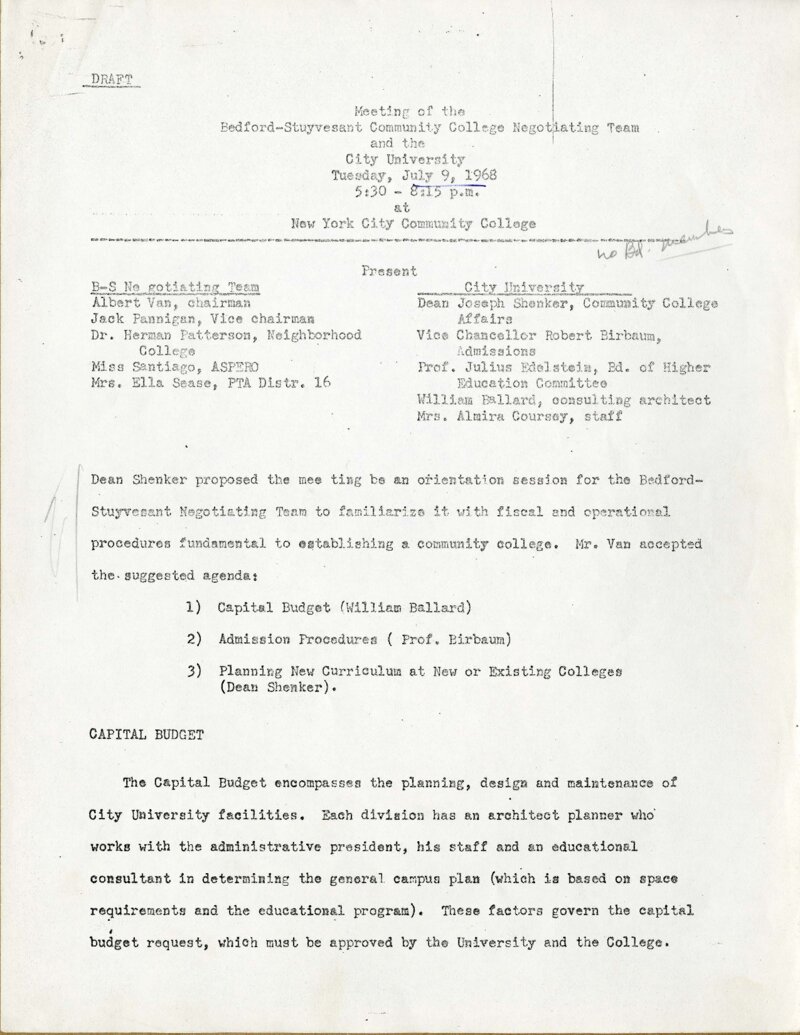 DRAFT
Meeting of the
Bedford-Stuyvesant Community College Negotiating Team
and the
City University
Tuesday, July 9, 1968
5:30 - 8:15 p.m.
at
New York City Community College
no Bd. members
Present
B-S Ne gotiating Team
Albert Van, chairman
Jack Pannigan, Vice chairman
Dr. Herman Patterson, Neighborhood
College
Miss Santiago, ASPERO
Mrs. Ella Sease, PTA Distr. 16
City University
Dean Joseph Shenker, Community College
Affairs
Vice Chancellor Robert Birbaum,
Admissions
Prof. Julius Edelstein, Bd. of Higher
Education Committee
William Ballard, consulting architect
Mrs. Almira Coursey, staff
Dean Shenker proposed the mee ting be an orientation session for the Bedford-
Stuyvesant Negotiating Team to familiarize it with fiscal and operational
procedures fundamental to establishing a community college. Mr. Van accepted
the suggested agenda:
1) Capital Budget (William Ballard)
2) Admission Procedures ( Prof. Birbaum)
3) Planning New Curriculum at New or Existing Colleges
(Dean Shenker).
CAPITAL BUDGET
The Capital Budget encompasses the planning, design and maintenance of
City University facilities. Each division has an architect planner who
works with the administrative president, his staff and an educational
consultant in determining the general campus plan (which is based on space
requirements and the educational program). These factors govern the capital
budget request, which must be approved by the University and the College.